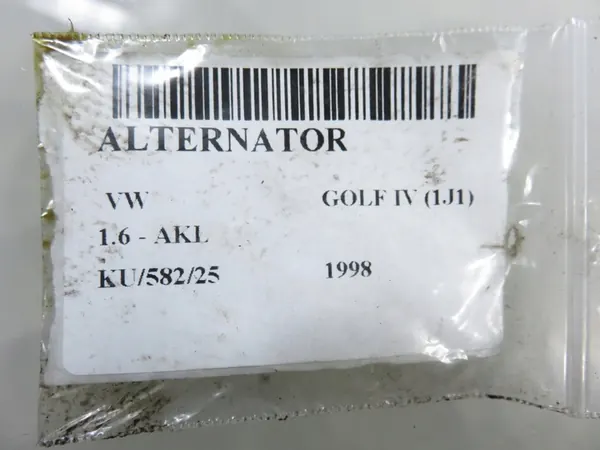 ALTERNATOR
VW GOLF IV (1J1)
1.6 - AKL
KU/582/25 1998